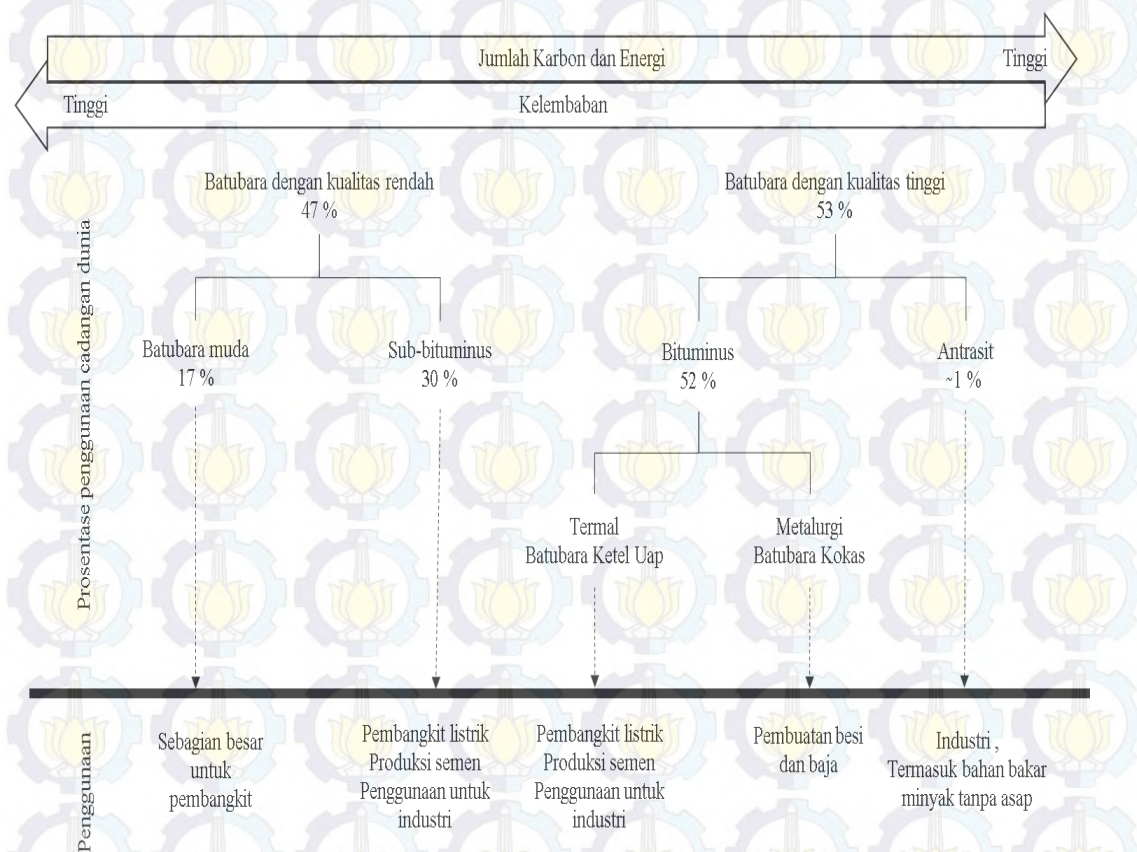 Jumlah Karbon dan Energi Tinggi
Tinggi Kelembaban
Prosentase penggunaan cadangan dunia
Batubara dengan kualitas rendah
47 %
Batubara dengan kualitas tinggi
53 %
Batubara muda
17 %
Sub-bituminus
30 %
Bituminus
52 %
Antrasit
~1 %
Termal
Batubara Ketel Uap
Metalurgi
Batubara Kokas
Penggunaan
Sebagian besar
untuk
pembangkit
Pembangkit listrik
Produksi semen
Penggunaan untuk
industri
Pembangkit listrik
Produksi semen
Penggunaan untuk
industri
Pembuatan besi
dan baja
Industri ,
Termasuk bahan bakar
minyak tanpa asap